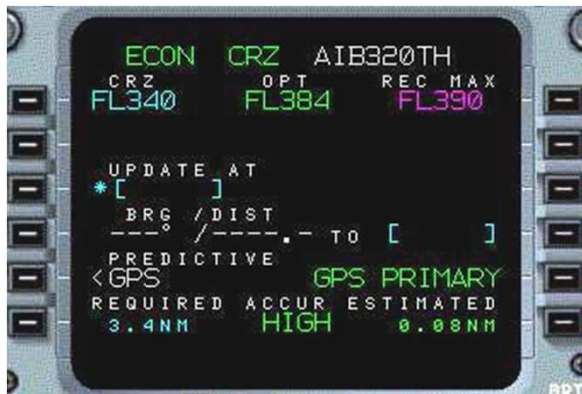 ECON CRZ AIB320TH
CRZ OPT REC MAX
FL340 FL384 FL390
UPDATE AT
*[ ]
BRG /DIST
---° /----.- TO [ ]
PREDICTIVE
<GPS GPS PRIMARY
REQUIRED ACCUR ESTIMATED
3.4NM HIGH 0.08NM